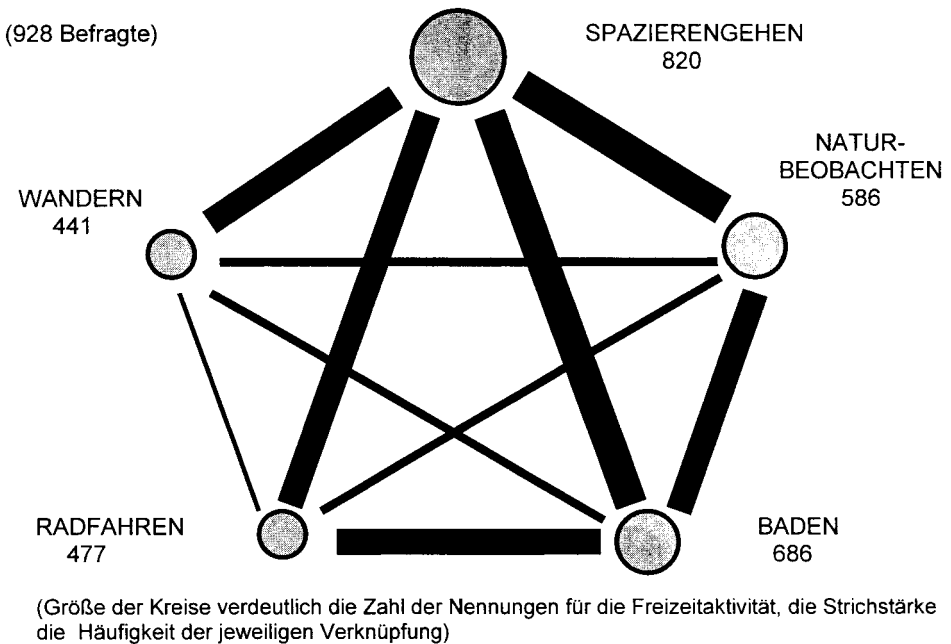 (928 Befragte)
SPAZIERENGEHEN
820
NATUR-
BEOBACHTEN
586
WANDERN
441
RADFAHREN
477
BADEN
686
(Größe der Kreise verdeutlich die Zahl der Nennungen für die Freizeitaktivität, die Strichstärke
die Häufigkeit der jeweiligen Verknüpfung)